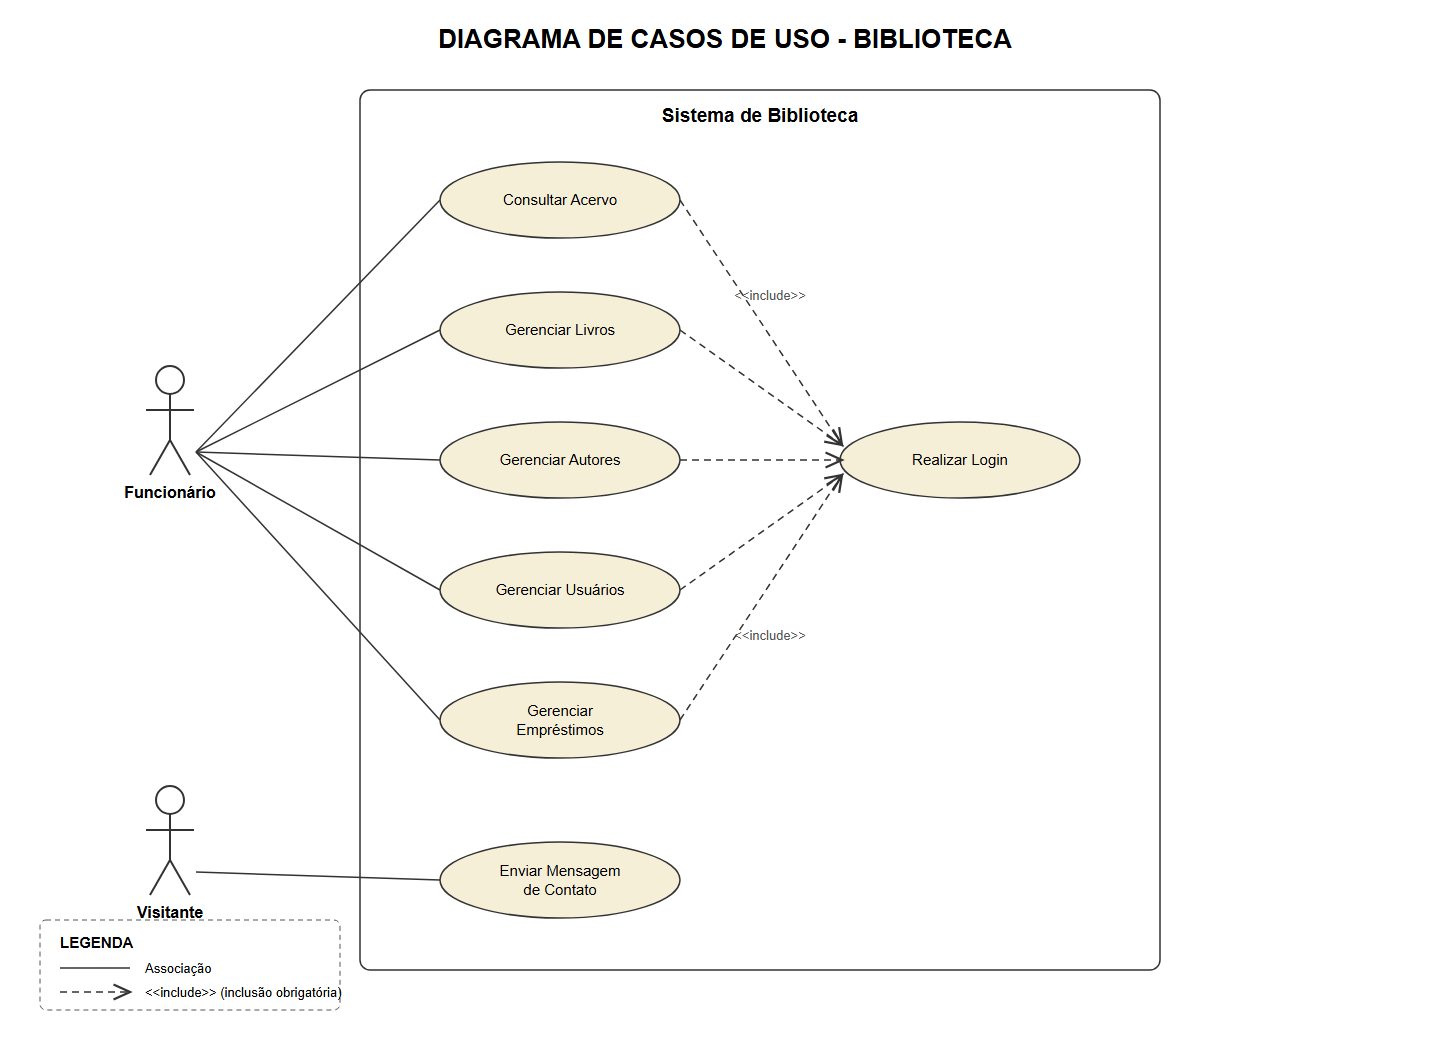 DIAGRAMA DE CASOS DE USO - BIBLIOTECA
Sistema de Biblioteca
Consultar Acervo
<<include>>
Gerenciar Livros
Gerenciar Autores
Realizar Login
Funcionário
Gerenciar Usuários
<<include>>
Gerenciar
Empréstimos
Enviar Mensagem
de Contato
Visitante
LEGENDA
Associação
<<include>> (inclusão obrigatória)